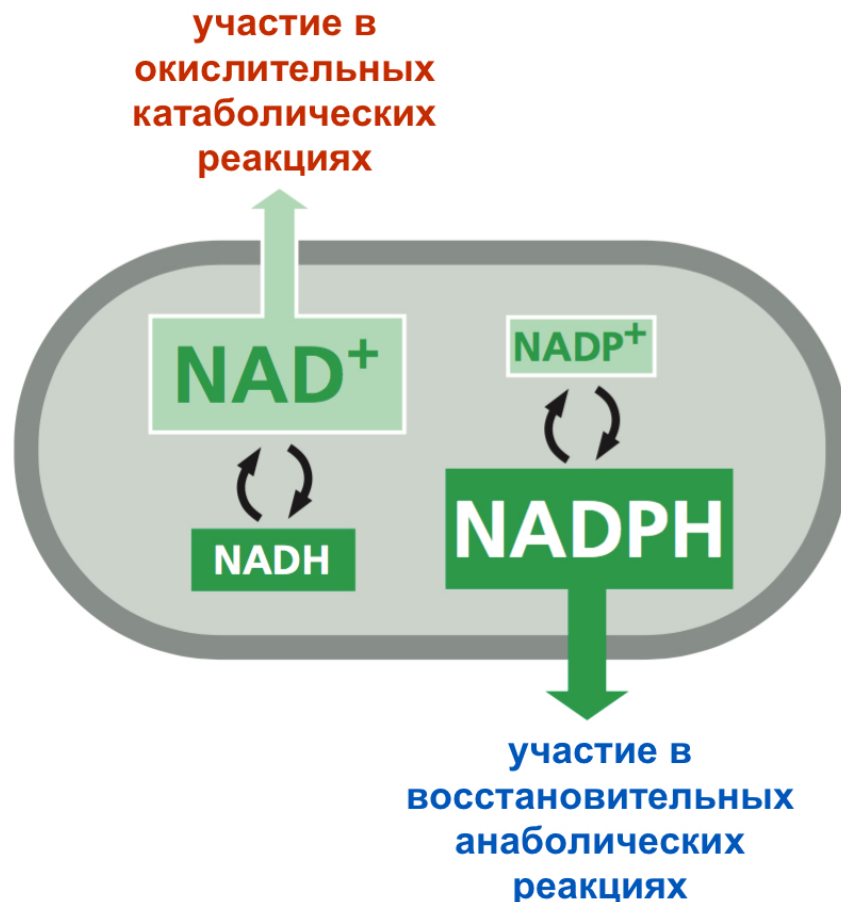 участие в
окислительных
катаболических
реакциях
NAD⁺
NADP⁺
NADH
NADPH
участие в
восстановительных
анаболических
реакциях